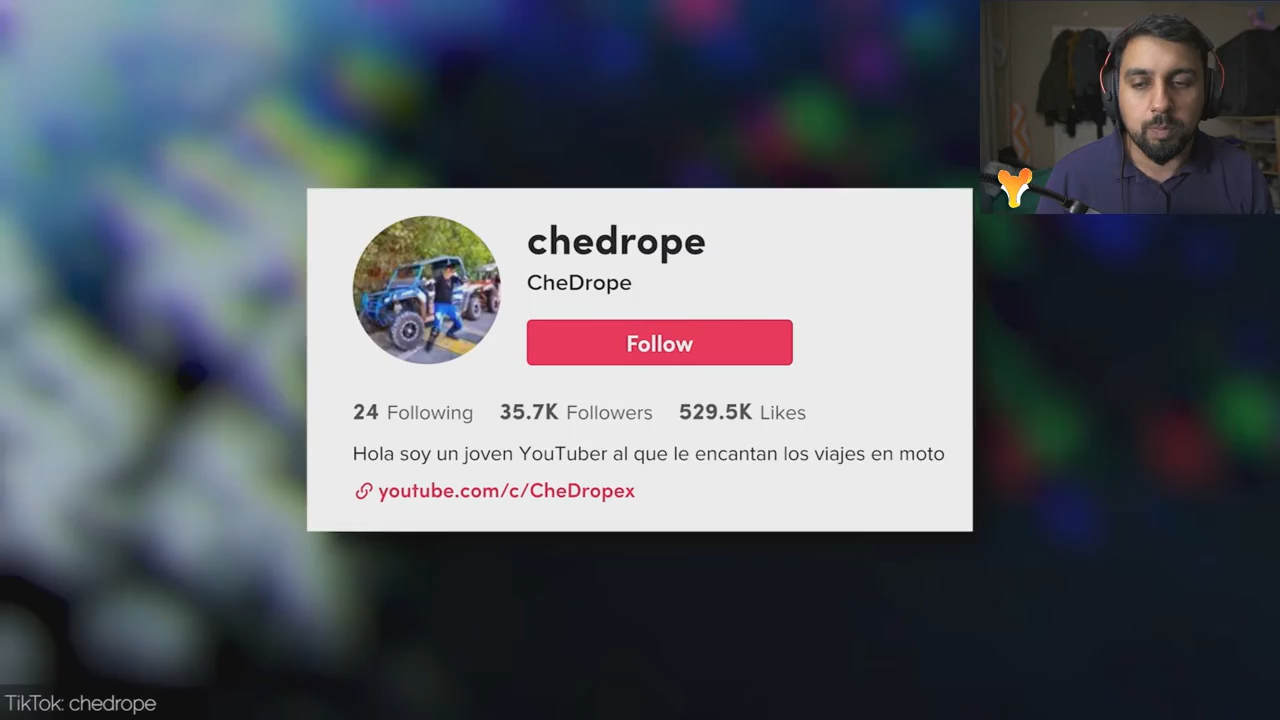 chedrope
CheDrope
Follow
24 Following 35.7K Followers 529.5K Likes
Hola soy un joven YouTuber al que le encantan los viajes en moto
youtube.com/c/CheDropex
TikTok: chedrope